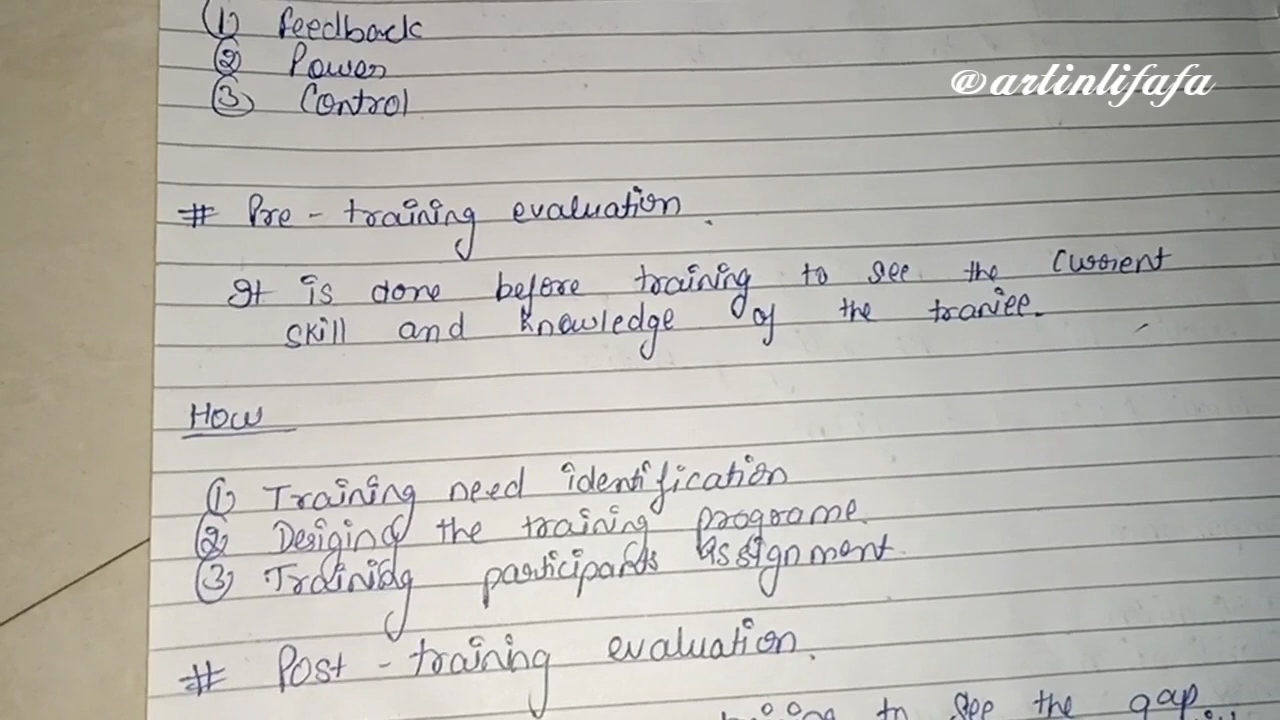 (1) Feedback
(2) Power
(3) Control
@artinlifafa
# Pre - training evaluation.
It is done before training to see the current
skill and knowledge of the traniee.
How
(1) Training need identification
(2) Desiging the training programe.
(3) Training participants assignment.
# Post - training evaluation.
to see the gap